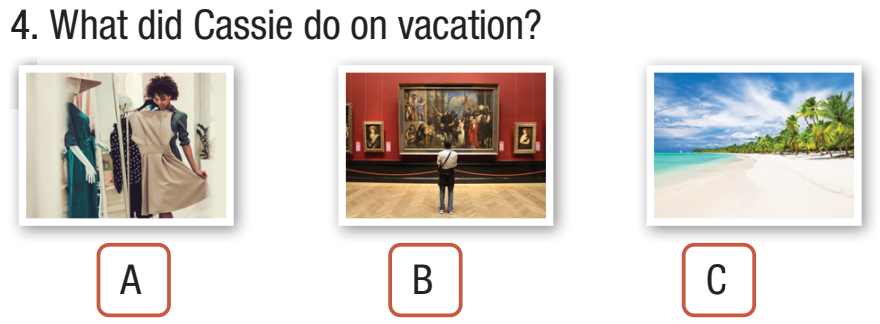 4. What did Cassie do on vacation?
A B C